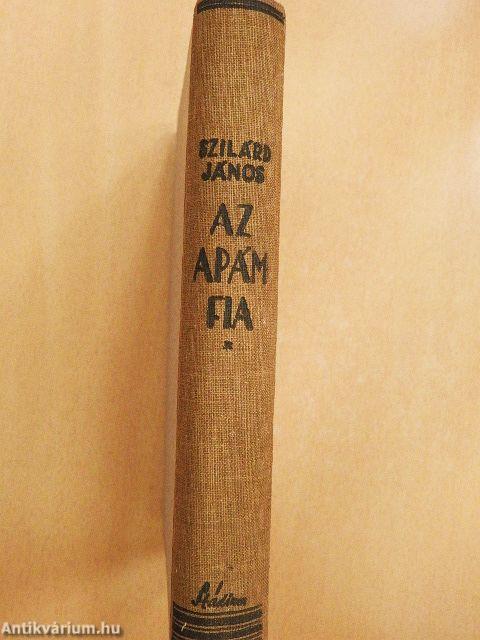 SZILÁRD
JÁNOS
AZ
APÁM
FIA
*
Antikvárium.hu